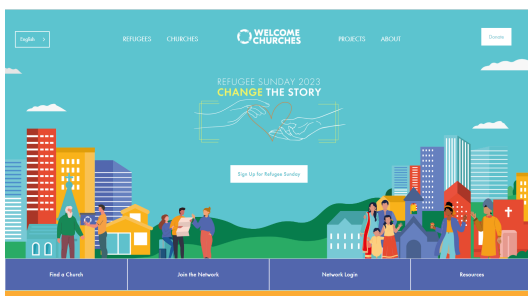 English >
REFUGEES
CHURCHES
WELCOME
CHURCHES
PROJECTS
ABOUT
Donate
REFUGEE SUNDAY 2023
CHANGE THE STORY
Sign Up for Refugee Sunday
Find a Church
Join the Network
Network Login
Resources